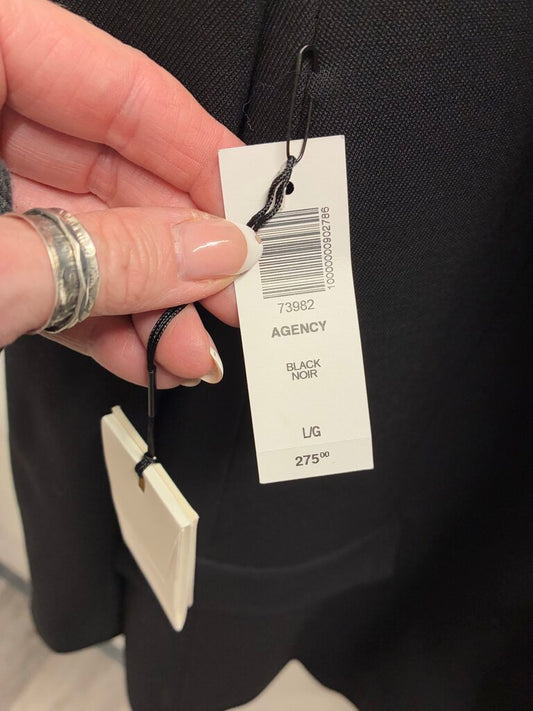 10000000902786
73982
AGENCY
BLACK
NOIR
L/G
275⁰⁰